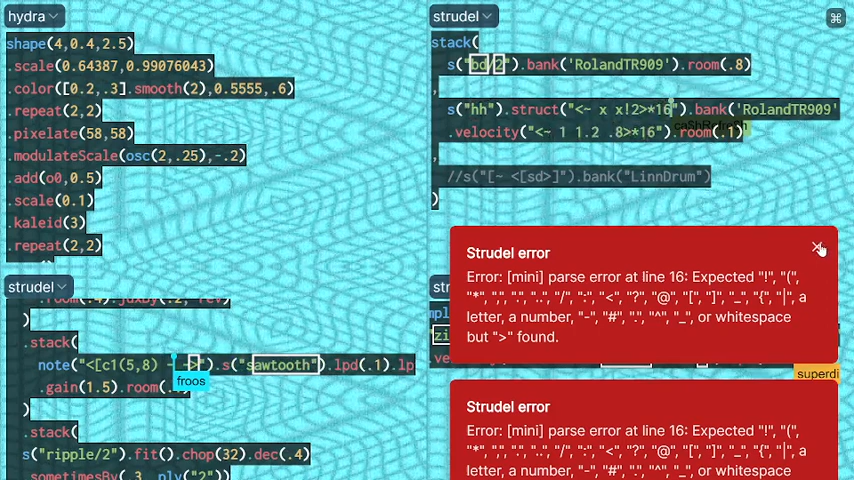 hydra
shape(4,0.4,2.5)
.scale(0.64387,0.99076043)
.color([0.2,.3].smooth(2),0.5555,.6)
.repeat(2,2)
.pixelate(58,58)
.modulateScale(osc(2,.25),-.2)
.add(o0,0.5)
.scale(0.1)
.kaleid(3)
.repeat(2,2)
strudel
⌘
stack(
s("bd/2").bank('RolandTR909').room(.8)
,
s("hh").struct("<~ x x!2>*16").bank('RolandTR909'
caShRefreSh
.velocity("<~ 1 1.2 .8>*16").room(.1)
,
//s("[~ <[sd>]").bank("LinnDrum")
)
strudel
)
.stack(
note("<[c1(5,8) ->").s("sawtooth").lpd(.1).lp
froos
.gain(1.5).room(.
)
.stack(
s("ripple/2").fit().chop(32).dec(.4)
.sometimesBy(.3, ply("2"))
Strudel error
Error: [mini] parse error at line 16: Expected "!", "(",
"*", ",", ".", "..", "/", ":", "<", "?", "@", "[", "]", "_", "{", "|", a
letter, a number, "-", "#", ".", "^", "_", or whitespace
but ">" found.
superdi
Strudel error
Error: [mini] parse error at line 16: Expected "!", "(",
"*", ",", ".", "..", "/", ":", "<", "?", "@", "[", "]", "_", "{", "|", a
letter, a number, "-", "#", ".", "^", "_", or whitespace